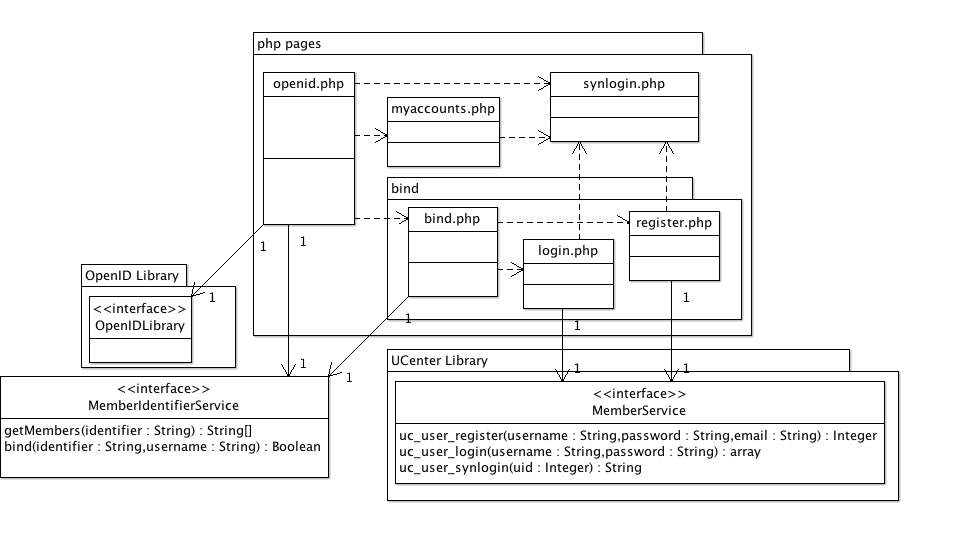 php pages
openid.php
synlogin.php
myaccounts.php
bind
bind.php
register.php
login.php
1
1
OpenID Library
1
<<interface>>
OpenIDLibrary
1
1
1
1
1
<<interface>>
MemberIdentifierService
getMembers(identifier : String) : String[]
bind(identifier : String,username : String) : Boolean
UCenter Library
1
1
<<interface>>
MemberService
uc_user_register(username : String,password : String,email : String) : Integer
uc_user_login(username : String,password : String) : array
uc_user_synlogin(uid : Integer) : String